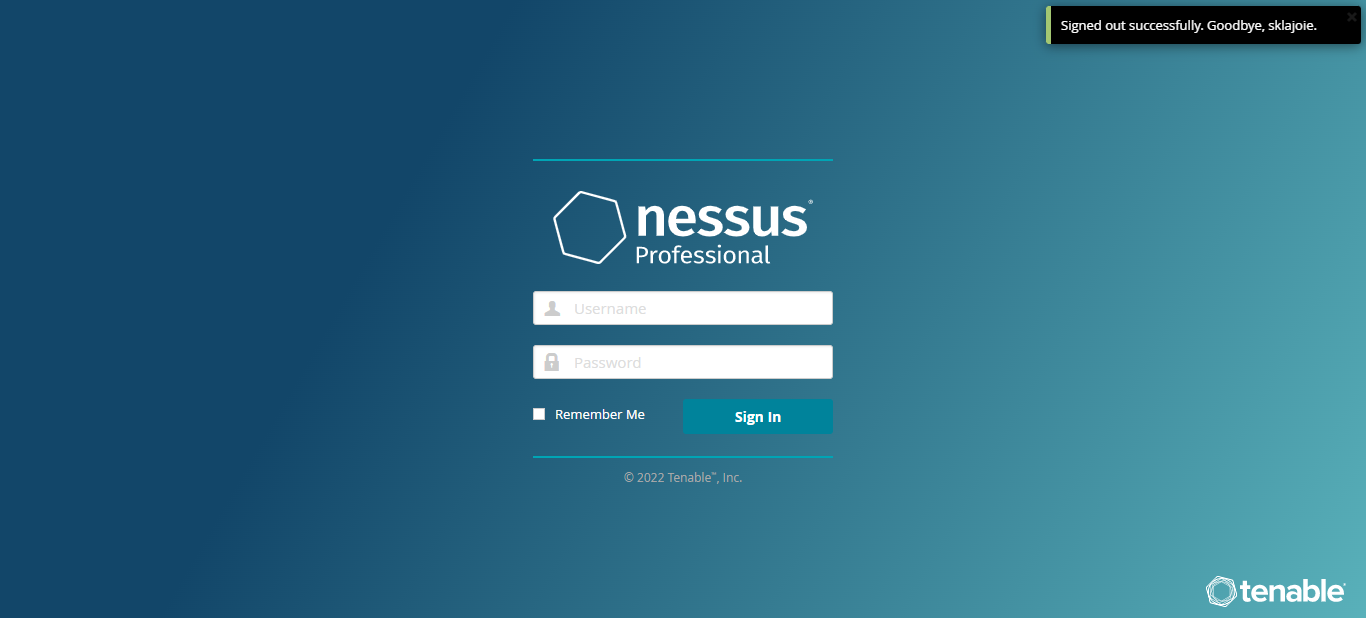 Signed out successfully. Goodbye, sklajoie.
nessus®
Professional
Username
Password
Remember Me
Sign In
© 2022 Tenable™, Inc.
tenable®